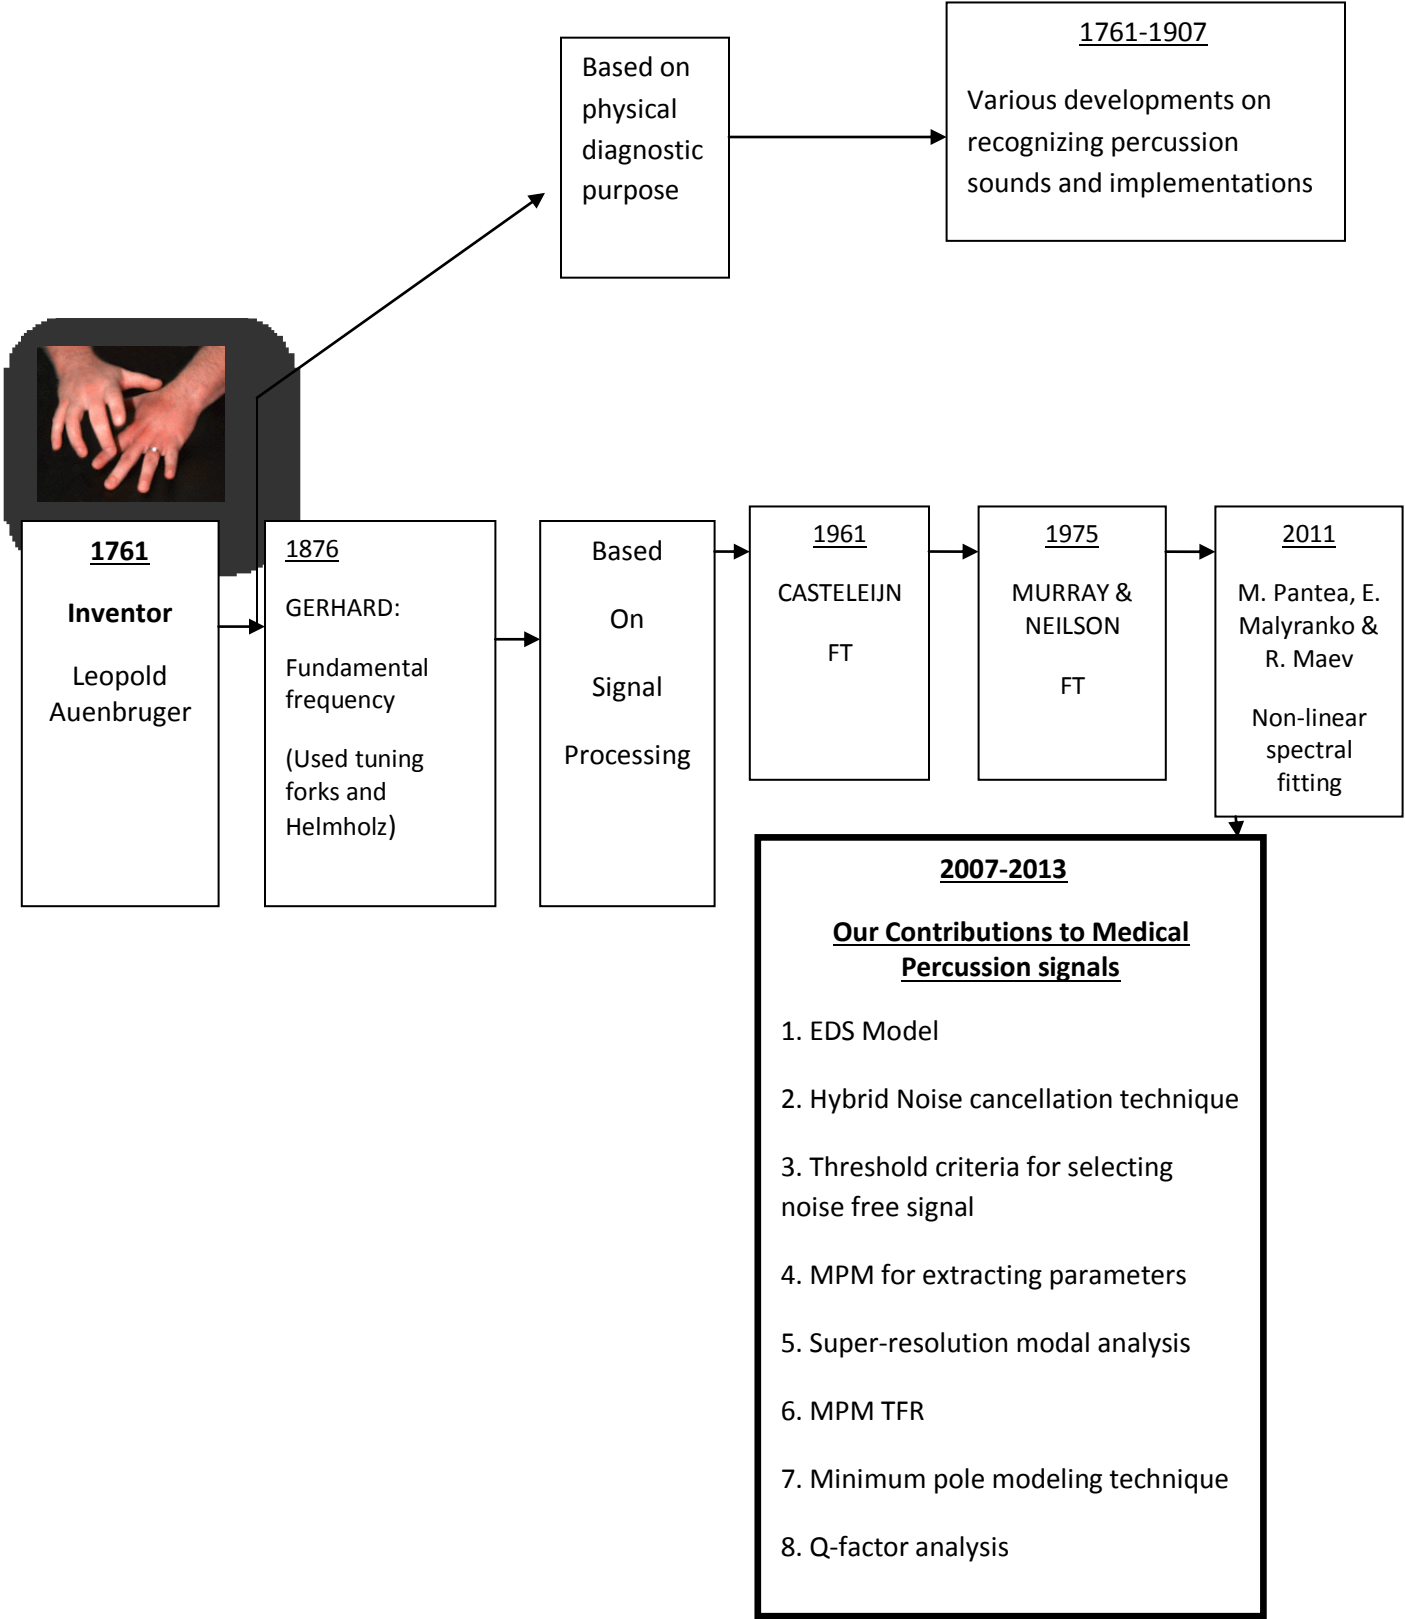 Based on
physical
diagnostic
purpose
1761-1907
Various developments on
recognizing percussion
sounds and implementations
1761
Inventor
Leopold
Auenbruger
1876
GERHARD:
Fundamental
frequency
(Used tuning
forks and
Helmholz)
Based
On
Signal
Processing
1961
CASTELEIJN
FT
1975
MURRAY &
NEILSON
FT
2011
M. Pantea, E.
Malyranko &
R. Maev
Non-linear
spectral
fitting
2007-2013
Our Contributions to Medical
Percussion signals
1. EDS Model
2. Hybrid Noise cancellation technique
3. Threshold criteria for selecting
noise free signal
4. MPM for extracting parameters
5. Super-resolution modal analysis
6. MPM TFR
7. Minimum pole modeling technique
8. Q-factor analysis